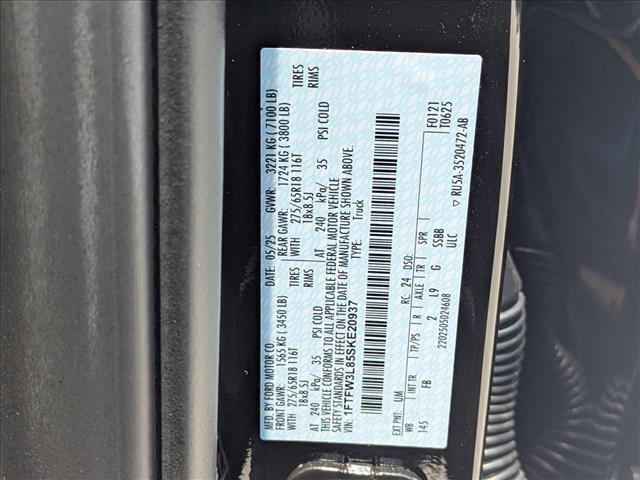 MFD. BY FORD MOTOR CO.
DATE: 05/25 GVWR: 3221 KG ( 7100 LB)
FRONT GAWR: 1565 KG ( 3450 LB) REAR GAWR: 1724 KG ( 3800 LB)
275/65R18 116T TIRES WITH 275/65R18 116T TIRES
18x8.5J RIMS 18x8.5J RIMS
AT 240 kPa/ 35 PSI COLD AT 240 kPa/ 35 PSI COLD
THIS VEHICLE CONFORMS TO ALL APPLICABLE FEDERAL MOTOR VEHICLE
SAFETY STANDARDS IN EFFECT ON THE DATE OF MANUFACTURE SHOWN ABOVE.
VIN: 1FTFW3L85SKE20937 TYPE: Truck
EXT PNT: UM RC: 24 DSO: F0121
WB INT TR TP/PS R AXLE TR SPR T0625
145 FB 2 L9 G SSBB
ULC
2202505024608 ▽ RU5A-3520472-AB